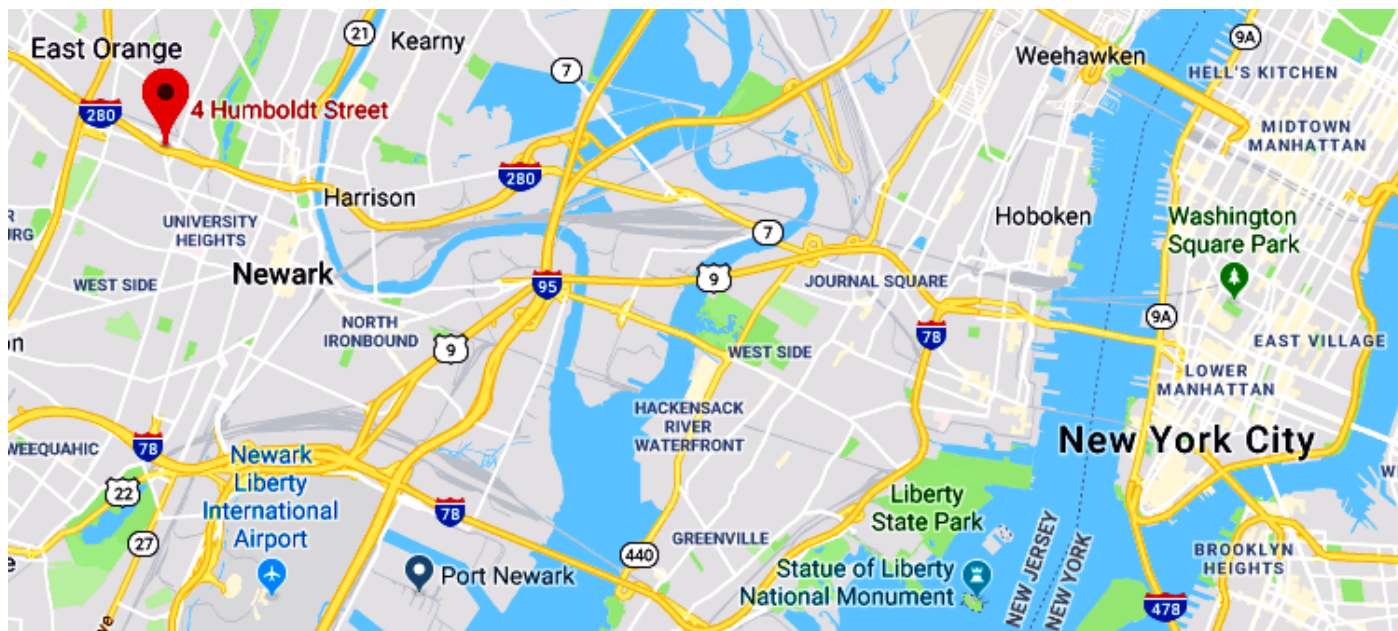 East Orange
21
Kearny
7
Weehawken
9A
HELL'S KITCHEN
280
4 Humboldt Street
MIDTOWN
MANHATTAN
280
Harrison
UNIVERSITY
HEIGHTS
Hoboken
Washington
Square Park
7
Newark
WEST SIDE
95
9
JOURNAL SQUARE
NORTH
IRONBOUND
9
WEST SIDE
78
9A
EAST VILLAGE
LOWER
MANHATTAN
HACKENSACK
RIVER
WATERFRONT
New York City
WEEQUAHIC
78
Newark
Liberty
International
Airport
22
27
78
Liberty
State Park
GREENVILLE
440
Port Newark
Statue of Liberty
National Monument
NEW JERSEY
NEW YORK
BROOKLYN
HEIGHTS
478